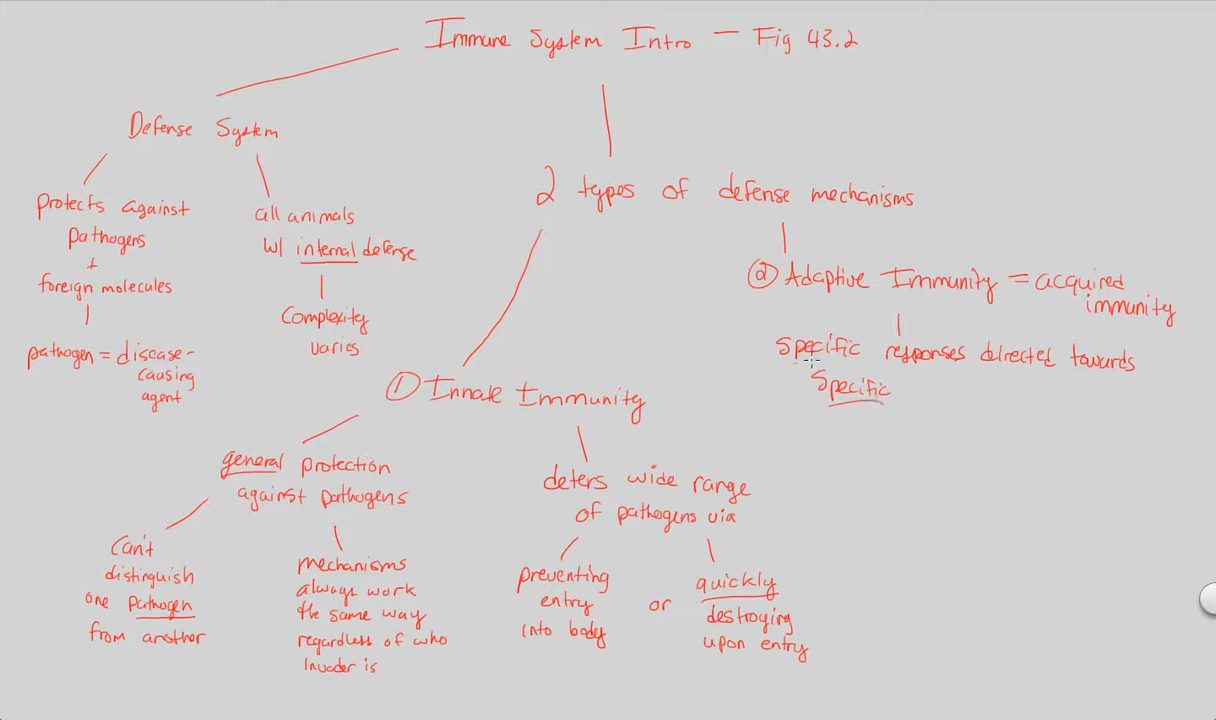 Immune System Intro — Fig 43.2
Defense System
Protects against
pathogens
+
foreign molecules
pathogen = disease-
causing
agent
all animals
w/ internal defense
Complexity
varies
2 types of defense mechanisms
① Innate Immunity
general protection
against pathogens
Can't
distinguish
one pathogen
from another
mechanisms
always work
the same way
regardless of who
invader is
deters wide range
of pathogens via
preventing
entry
into body
or
quickly
destroying
upon entry
② Adaptive Immunity = acquired
immunity
Specific responses directed towards
Specific